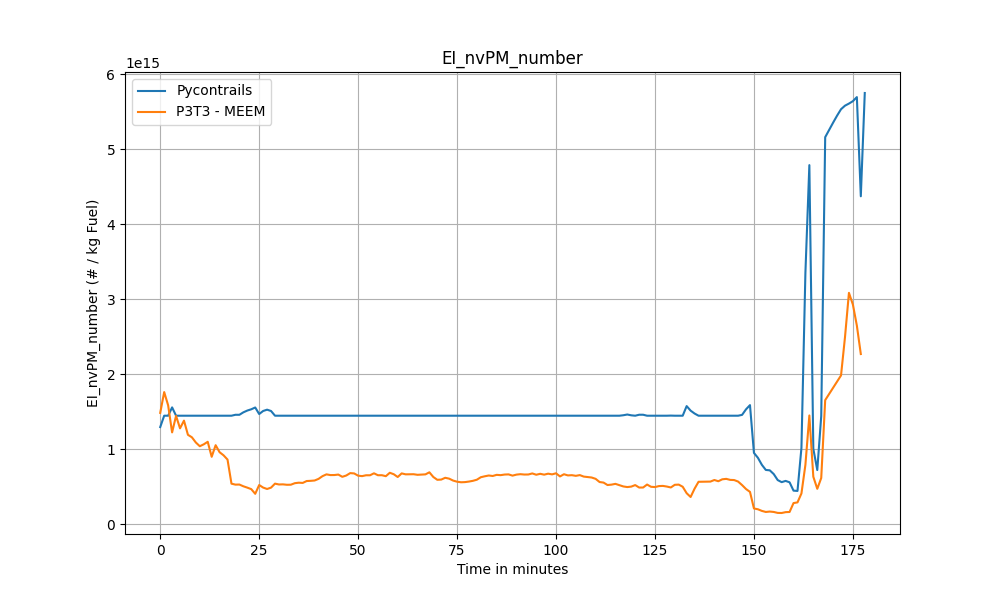 EI_nvPM_number
1e15
Pycontrails
P3T3 - MEEM
EI_nvPM_number (# / kg Fuel)
6
5
4
3
2
1
0
0 25 50 75 100 125 150 175
Time in minutes